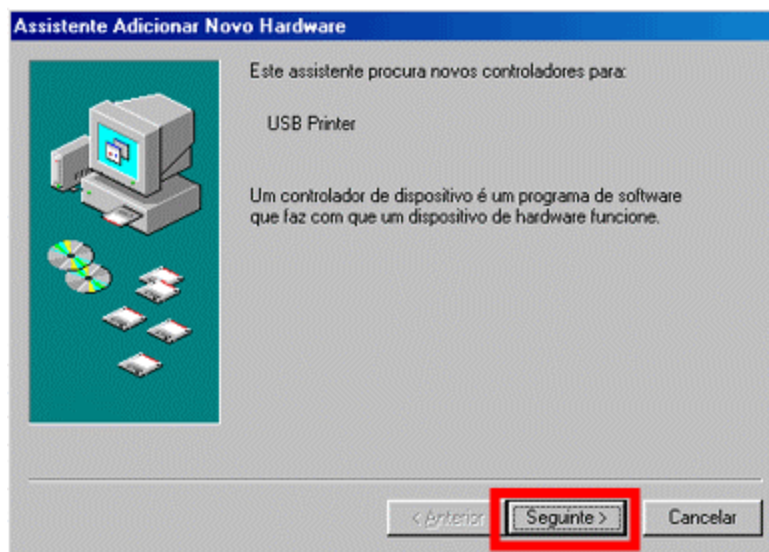 Assistente Adicionar Novo Hardware
Este assistente procura novos controladores para:
USB Printer
Um controlador de dispositivo é um programa de software
que faz com que um dispositivo de hardware funcione.
< Anterior
Seguinte >
Cancelar